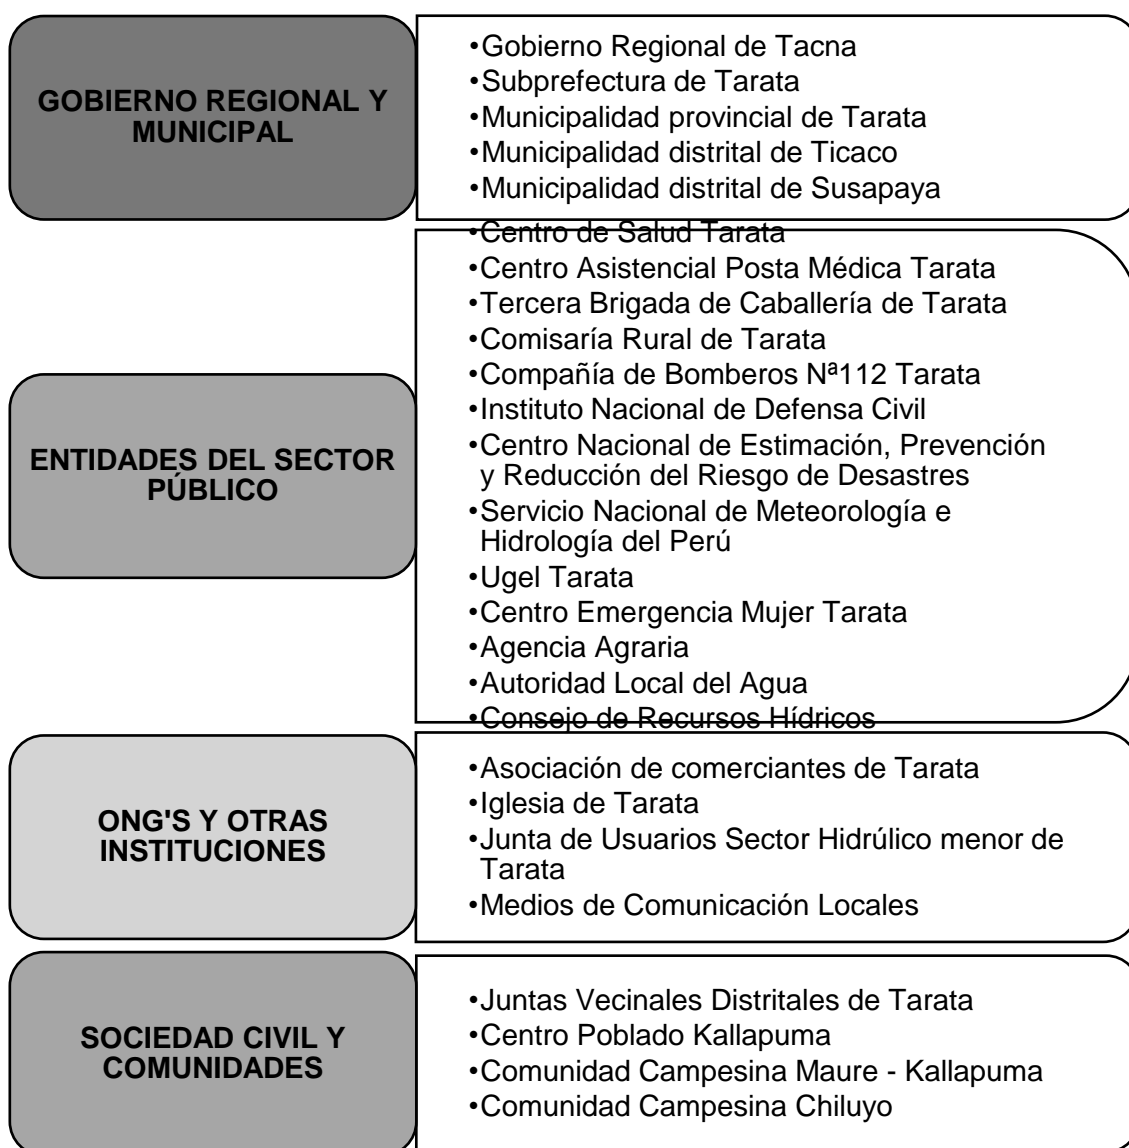 GOBIERNO REGIONAL Y
MUNICIPAL
•Gobierno Regional de Tacna
•Subprefectura de Tarata
•Municipalidad provincial de Tarata
•Municipalidad distrital de Ticaco
•Municipalidad distrital de Susapaya
ENTIDADES DEL SECTOR
PÚBLICO
•Centro de Salud Tarata
•Centro Asistencial Posta Médica Tarata
•Tercera Brigada de Caballería de Tarata
•Comisaría Rural de Tarata
•Compañía de Bomberos Nª112 Tarata
•Instituto Nacional de Defensa Civil
•Centro Nacional de Estimación, Prevención
y Reducción del Riesgo de Desastres
•Servicio Nacional de Meteorología e
Hidrología del Perú
•Ugel Tarata
•Centro Emergencia Mujer Tarata
•Agencia Agraria
•Autoridad Local del Agua
•Consejo de Recursos Hídricos
ONG'S Y OTRAS
INSTITUCIONES
•Asociación de comerciantes de Tarata
•Iglesia de Tarata
•Junta de Usuarios Sector Hidrúlico menor de
Tarata
•Medios de Comunicación Locales
SOCIEDAD CIVIL Y
COMUNIDADES
•Juntas Vecinales Distritales de Tarata
•Centro Poblado Kallapuma
•Comunidad Campesina Maure - Kallapuma
•Comunidad Campesina Chiluyo